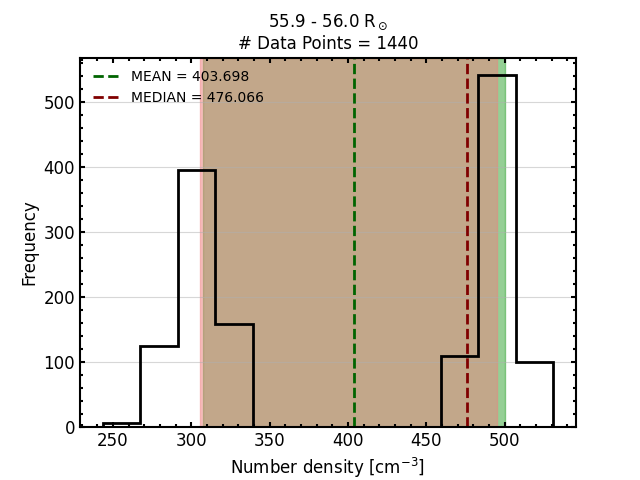 55.9 - 56.0 R⊙
# Data Points = 1440
MEAN = 403.698
MEDIAN = 476.066
Frequency
500
400
300
200
100
0
250 300 350 400 450 500
Number density [cm⁻³]